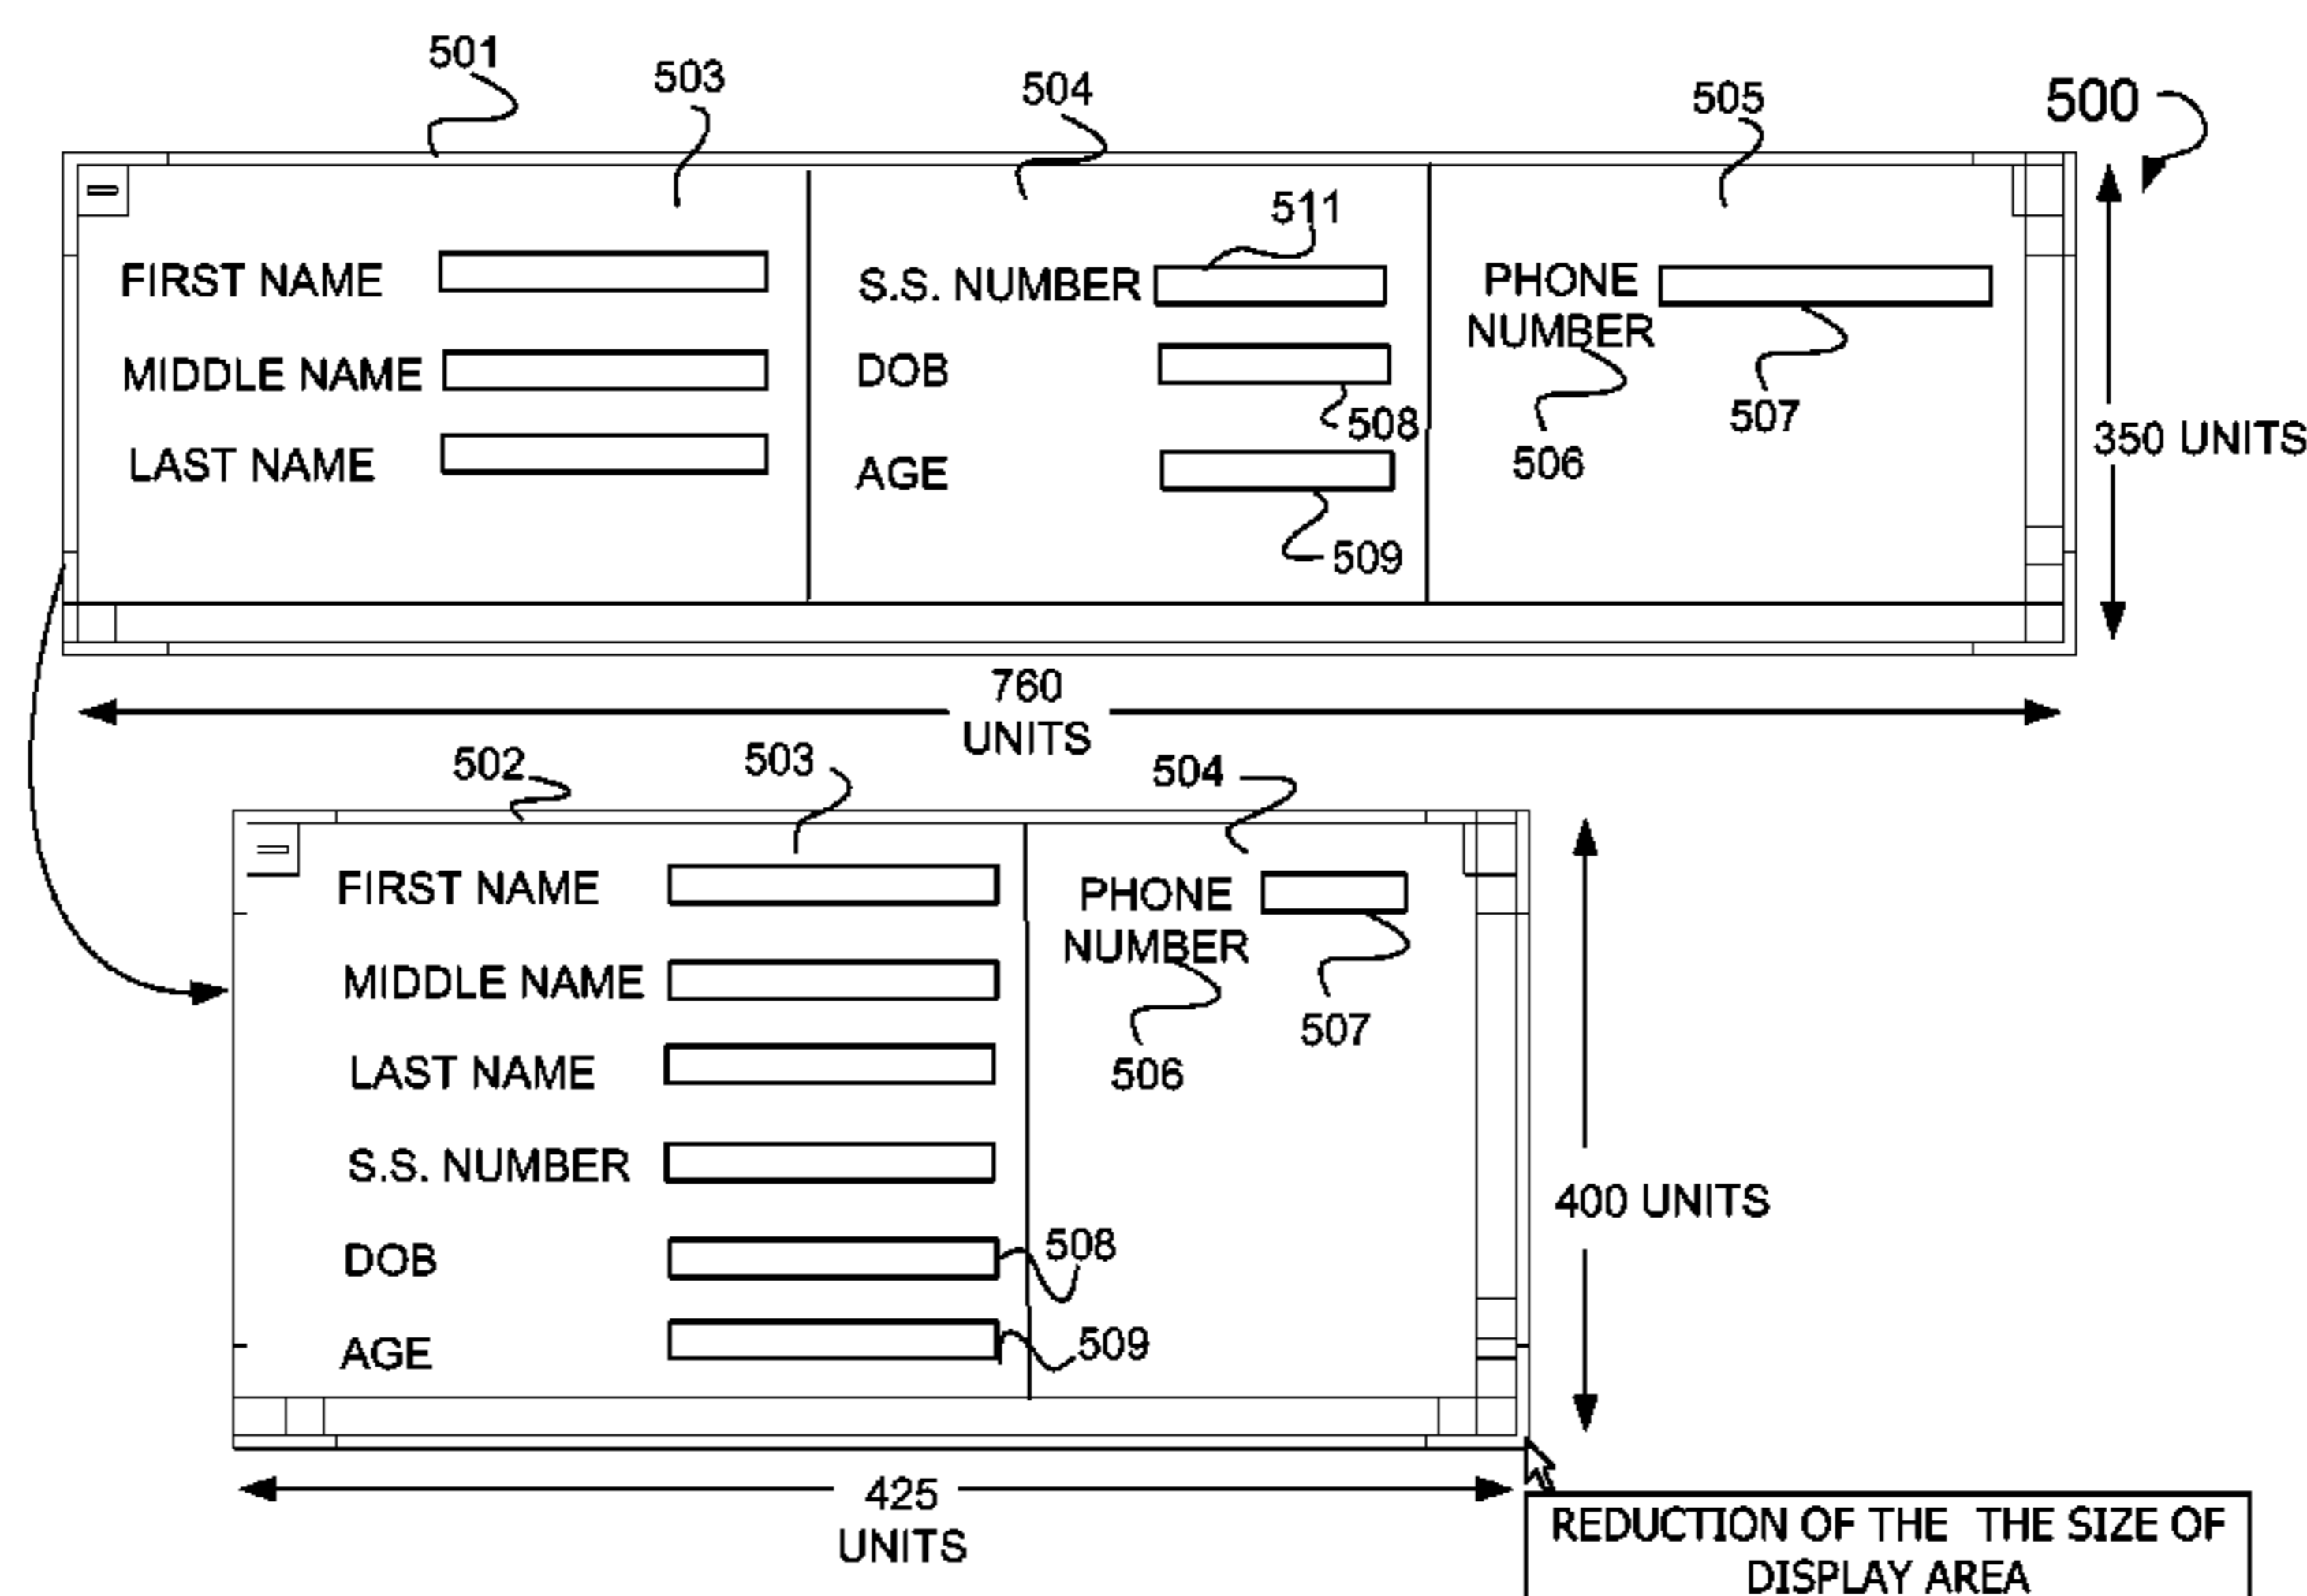 501
503
504
505
500
511
FIRST NAME
S.S. NUMBER
PHONE
NUMBER
MIDDLE NAME
DOB
508
507
350 UNITS
LAST NAME
AGE
506
509
760
UNITS
502
503
504
FIRST NAME
PHONE
NUMBER
MIDDLE NAME
507
LAST NAME
506
S.S. NUMBER
400 UNITS
DOB
508
AGE
509
425
UNITS
REDUCTION OF THE THE SIZE OF
DISPLAY AREA